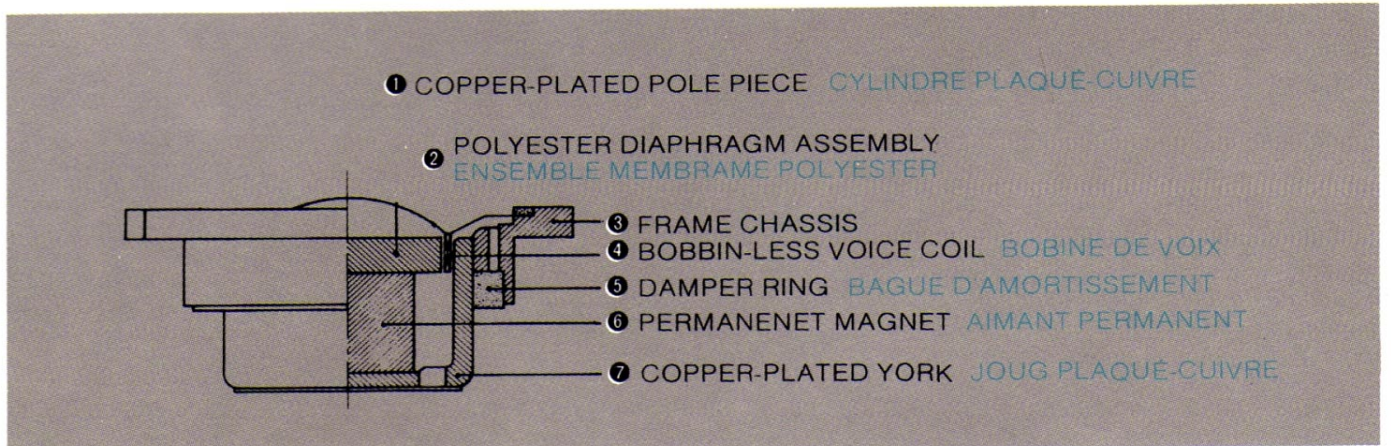 ❶ COPPER-PLATED POLE PIECE CYLINDRE PLAQUÉ-CUIVRE
❷ POLYESTER DIAPHRAGM ASSEMBLY
ENSEMBLE MEMBRAME POLYESTER
❸ FRAME CHASSIS
❹ BOBBIN-LESS VOICE COIL BOBINE DE VOIX
❺ DAMPER RING BAGUE D'AMORTISSEMENT
❻ PERMANENET MAGNET AIMANT PERMANENT
❼ COPPER-PLATED YORK JOUG PLAQUÉ-CUIVRE